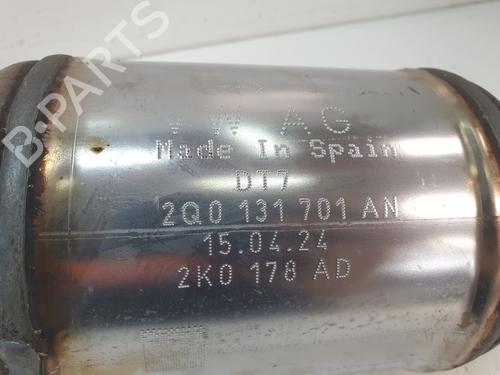 B-PARTS
VW AG
Made In Spain
DT7
2Q0 131 701 AN
15.04.24
2K0 178 AD